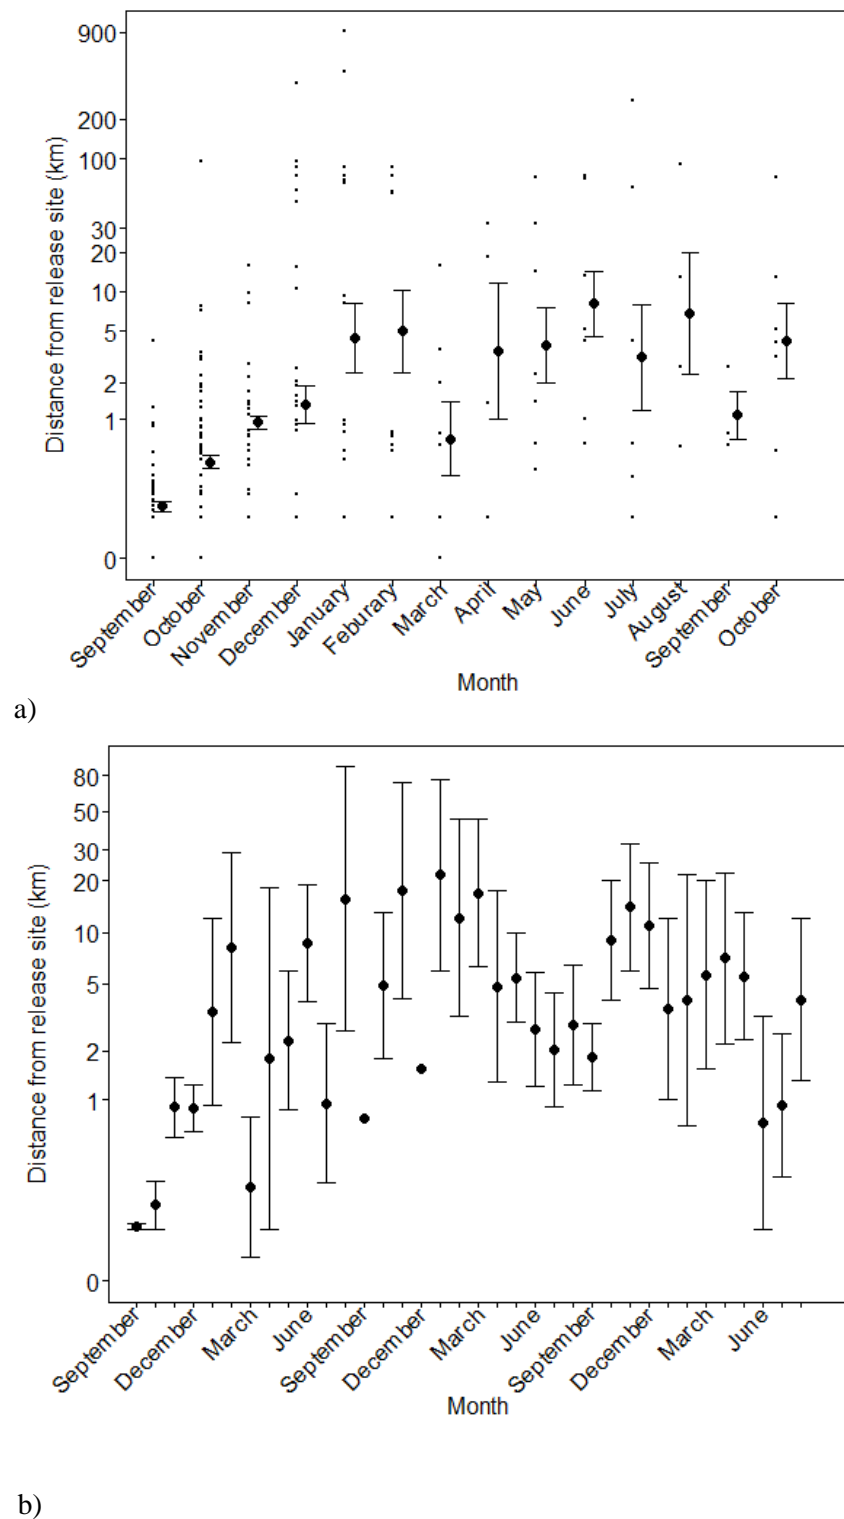 900
200
100
30
20
10
5
2
1
0
Distance from release site (km)
September
October
November
December
January
Feburary
March
April
May
June
July
August
September
October
Month
a)
80
50
30
20
10
5
2
1
0
Distance from release site (km)
September
December
March
June
September
December
March
June
September
December
March
June
Month
b)